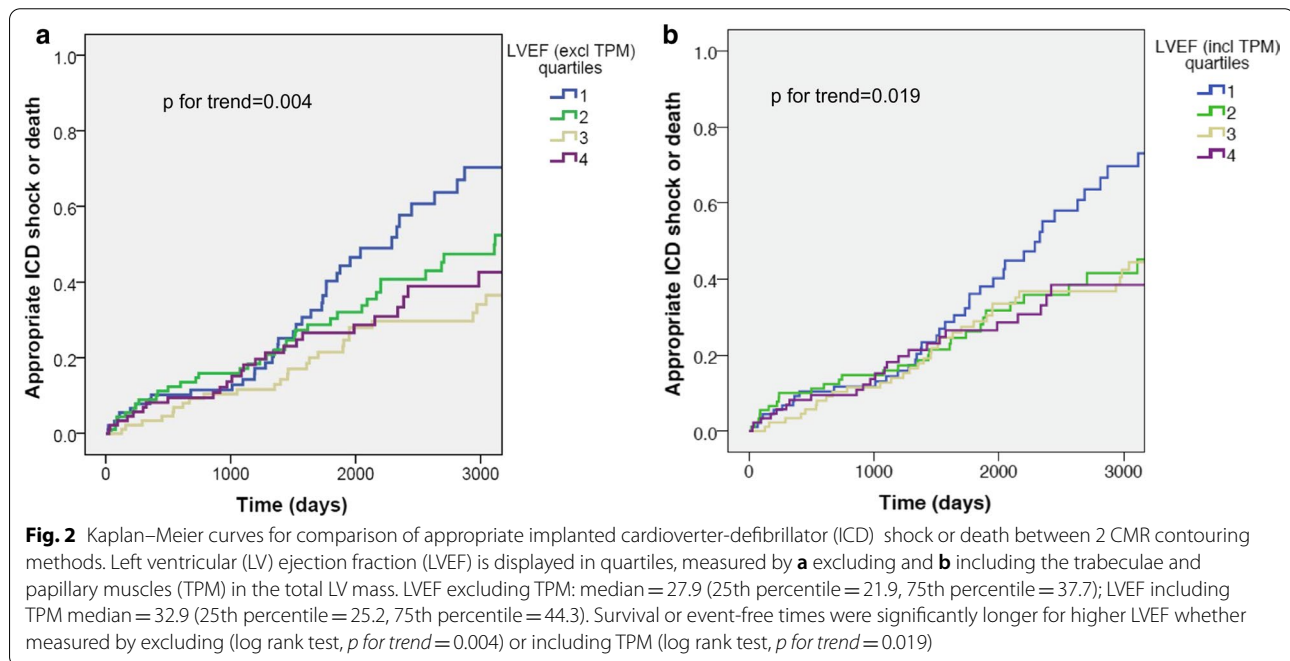 a
LVEF (excl TPM)
quartiles
1
2
3
4
p for trend=0.004
Appropriate ICD shock or death
1.0
0.8
0.6
0.4
0.2
0.0
0 1000 2000 3000
Time (days)
b
LVEF (incl TPM)
quartiles
1
2
3
4
p for trend=0.019
Appropriate ICD shock or death
1.0
0.8
0.6
0.4
0.2
0.0
0 1000 2000 3000
Time (days)
Fig. 2 Kaplan–Meier curves for comparison of appropriate implanted cardioverter-defibrillator (ICD) shock or death between 2 CMR contouring
methods. Left ventricular (LV) ejection fraction (LVEF) is displayed in quartiles, measured by a excluding and b including the trabeculae and
papillary muscles (TPM) in the total LV mass. LVEF excluding TPM: median = 27.9 (25th percentile = 21.9, 75th percentile = 37.7); LVEF including
TPM median = 32.9 (25th percentile = 25.2, 75th percentile = 44.3). Survival or event-free times were significantly longer for higher LVEF whether
measured by excluding (log rank test, p for trend = 0.004) or including TPM (log rank test, p for trend = 0.019)